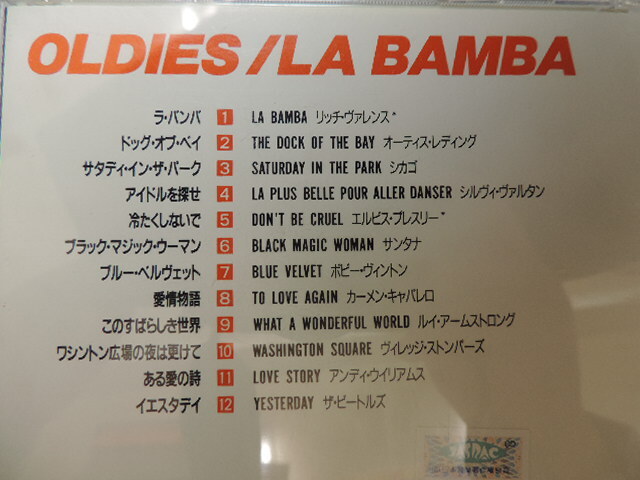 OLDIES/LA BAMBA
ラ・バンバ 1 LA BAMBA リッチ・ヴァレンス*
ドッグ・オブ・ベイ 2 THE DOCK OF THE BAY オーティス・レディング
サタディ・イン・ザ・パーク 3 SATURDAY IN THE PARK シカゴ
アイドルを探せ 4 LA PLUS BELLE POUR ALLER DANSER シルヴィ・ヴァルタン
冷たくしないで 5 DON'T BE CRUEL エルビス・プレスリー*
ブラック・マジック・ウーマン 6 BLACK MAGIC WOMAN サンタナ
ブルー・ベルヴェット 7 BLUE VELVET ボビー・ヴィントン
愛情物語 8 TO LOVE AGAIN カーメン・キャバレロ
このすばらしき世界 9 WHAT A WONDERFUL WORLD ルイ・アームストロング
ワシントン広場の夜は更けて 10 WASHINGTON SQUARE ヴィレッジ・ストンパーズ
ある愛の詩 11 LOVE STORY アンディ・ウイリアムス
イエスタデイ 12 YESTERDAY ザ・ビートルズ